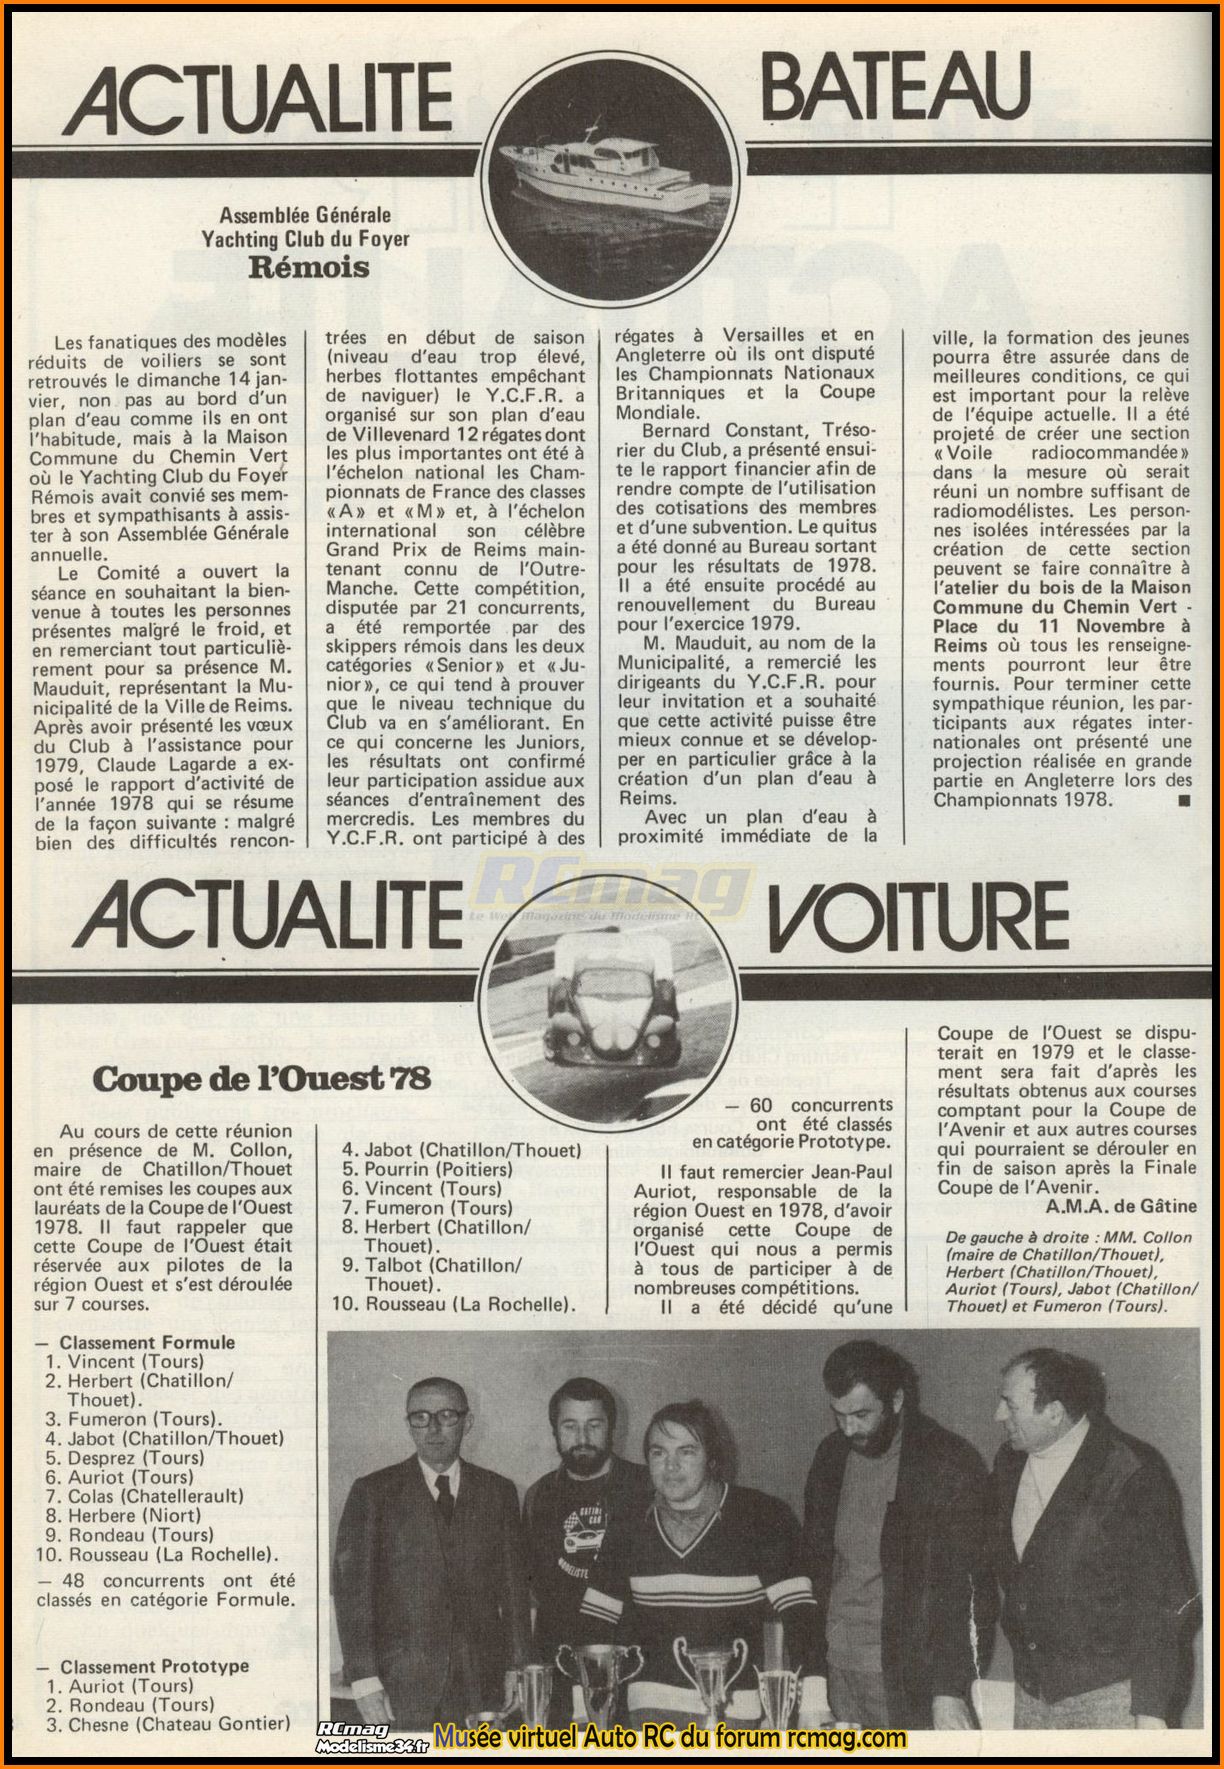 ACTUALITE
BATEAU
Assemblée Générale
Yachting Club du Foyer
Rémois
Les fanatiques des modèles
réduits de voiliers se sont
retrouvés le dimanche 14 jan-
vier, non pas au bord d'un
plan d'eau comme ils en ont
l'habitude, mais à la Maison
Commune du Chemin Vert
où le Yachting Club du Foyer
Rémois avait convié ses mem-
bres et sympathisants à assis-
ter à son Assemblée Générale
annuelle.
Le Comité a ouvert la
séance en souhaitant la bien-
venue à toutes les personnes
présentes malgré le froid, et
en remerciant tout particuliè-
rement pour sa présence M.
Mauduit, représentant la Mu-
nicipalité de la Ville de Reims.
Après avoir présenté les vœux
du Club à l'assistance pour
1979, Claude Lagarde a ex-
posé le rapport d'activité de
l'année 1978 qui se résume
de la façon suivante : malgré
bien des difficultés rencon-
trées en début de saison
(niveau d'eau trop élevé,
herbes flottantes empêchant
de naviguer) le Y.C.F.R. a
organisé sur son plan d'eau
de Villevenard 12 régates dont
les plus importantes ont été à
l'échelon national les Cham-
pionnats de France des classes
«A» et «M» et, à l'échelon
international son célèbre
Grand Prix de Reims main-
tenant connu de l'Outre-
Manche. Cette compétition,
disputée par 21 concurrents,
a été remportée par des
skippers rémois dans les deux
catégories «Senior» et «Ju-
nior», ce qui tend à prouver
que le niveau technique du
Club va en s'améliorant. En
ce qui concerne les Juniors,
les résultats ont confirmé
leur participation assidue aux
séances d'entraînement des
mercredis. Les membres du
Y.C.F.R. ont participé à des
régates à Versailles et en
Angleterre où ils ont disputé
les Championnats Nationaux
Britanniques et la Coupe
Mondiale.
Bernard Constant, Tréso-
rier du Club, a présenté ensui-
te le rapport financier afin de
rendre compte de l'utilisation
des cotisations des membres
et d'une subvention. Le quitus
a été donné au Bureau sortant
pour les résultats de 1978.
Il a été ensuite procédé au
renouvellement du Bureau
pour l'exercice 1979.
M. Mauduit, au nom de la
Municipalité, a remercié les
dirigeants du Y.C.F.R. pour
leur invitation et a souhaité
que cette activité puisse être
mieux connue et se dévelop-
per en particulier grâce à la
création d'un plan d'eau à
Reims.
Avec un plan d'eau à
proximité immédiate de la
ville, la formation des jeunes
pourra être assurée dans de
meilleures conditions, ce qui
est important pour la relève
de l'équipe actuelle. Il a été
projeté de créer une section
«Voile radiocommandée»
dans la mesure où serait
réuni un nombre suffisant de
radiomodélistes. Les person-
nes isolées intéressées par la
création de cette section
peuvent se faire connaître à
l'atelier du bois de la Maison
Commune du Chemin Vert -
Place du 11 Novembre à
Reims où tous les renseigne-
ments pourront leur être
fournis. Pour terminer cette
sympathique réunion, les par-
ticipants aux régates inter-
nationales ont présenté une
projection réalisée en grande
partie en Angleterre lors des
Championnats 1978. ■
RCmag
Le Web Magazine du Modelisme RC
ACTUALITE
VOITURE
Coupe de l'Ouest 78
Au cours de cette réunion
en présence de M. Collon,
maire de Chatillon/Thouet
ont été remises les coupes aux
lauréats de la Coupe de l'Ouest
1978. Il faut rappeler que
cette Coupe de l'Ouest était
réservée aux pilotes de la
région Ouest et s'est déroulée
sur 7 courses.
— Classement Formule
1. Vincent (Tours)
2. Herbert (Chatillon/
Thouet).
3. Fumeron (Tours).
4. Jabot (Chatillon/Thouet)
5. Desprez (Tours)
6. Auriot (Tours)
7. Colas (Chatellerault)
8. Herbere (Niort)
9. Rondeau (Tours)
10. Rousseau (La Rochelle).
— 48 concurrents ont été
classés en catégorie Formule.
— Classement Prototype
1. Auriot (Tours)
2. Rondeau (Tours)
3. Chesne (Chateau Gontier)
4. Jabot (Chatillon/Thouet)
5. Pourrin (Poitiers)
6. Vincent (Tours)
7. Fumeron (Tours)
8. Herbert (Chatillon/
Thouet).
9. Talbot (Chatillon/
Thouet).
10. Rousseau (La Rochelle).
— 60 concurrents
ont été classés
en catégorie Prototype.
Il faut remercier Jean-Paul
Auriot, responsable de la
région Ouest en 1978, d'avoir
organisé cette Coupe de
l'Ouest qui nous a permis
à tous de participer à de
nombreuses compétitions.
Il a été décidé qu'une
Coupe de l'Ouest se dispu-
terait en 1979 et le classe-
ment sera fait d'après les
résultats obtenus aux courses
comptant pour la Coupe de
l'Avenir et aux autres courses
qui pourraient se dérouler en
fin de saison après la Finale
Coupe de l'Avenir.
A.M.A. de Gâtine
De gauche à droite : MM. Collon
(maire de Chatillon/Thouet),
Herbert (Chatillon/Thouet),
Auriot (Tours), Jabot (Chatillon/
Thouet) et Fumeron (Tours).
GATINE
CAR
MODELISTE
RCmag
Modelisme34.fr
Musée virtuel Auto RC du forum rcmag.com